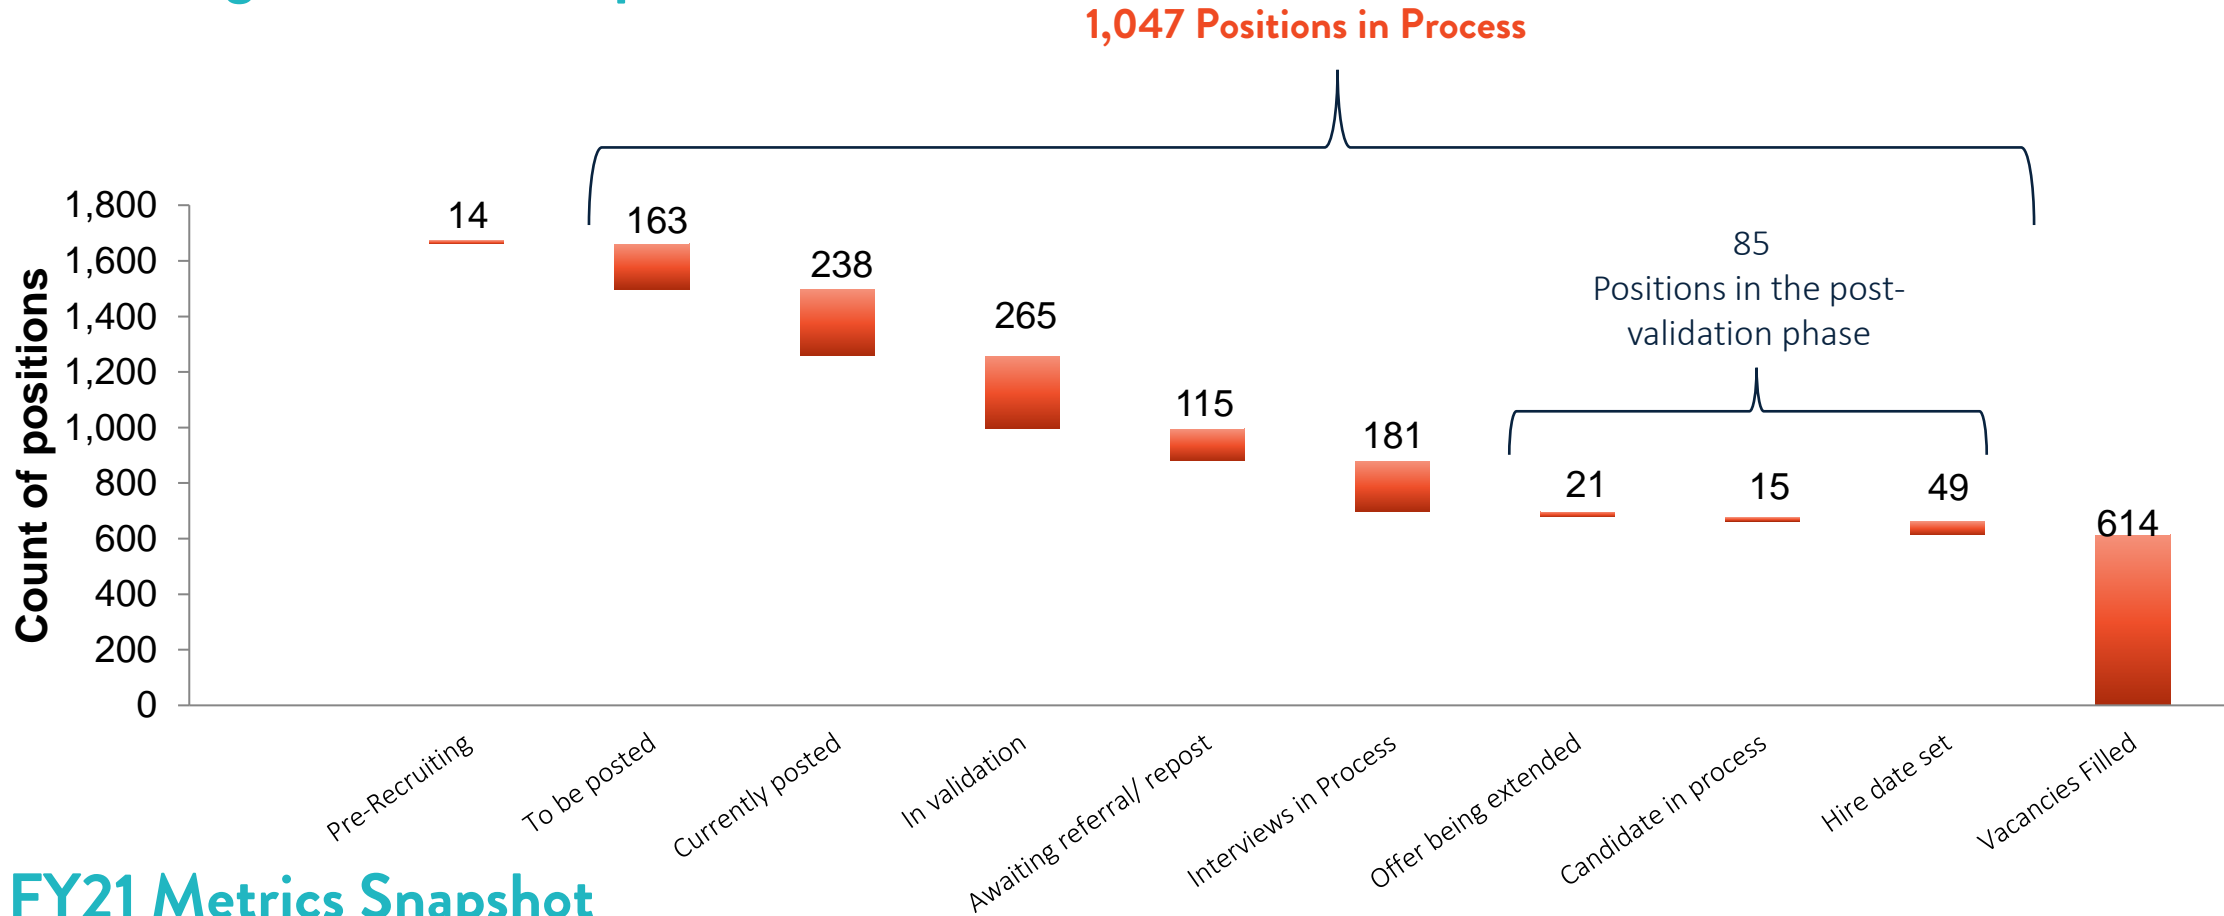 1,047 Positions in Process
1,800
1,600
1,400
1,200
1,000
800
600
400
200
0
Count of positions
14
163
238
265
115
181
21
15
49
614
85
Positions in the post-
validation phase
Pre-Recruiting
To be posted
Currently posted
In validation
Awaiting referral/ repost
Interviews in Process
Offer being extended
Candidate in process
Hire date set
Vacancies Filled
FY21 Metrics Snapshot